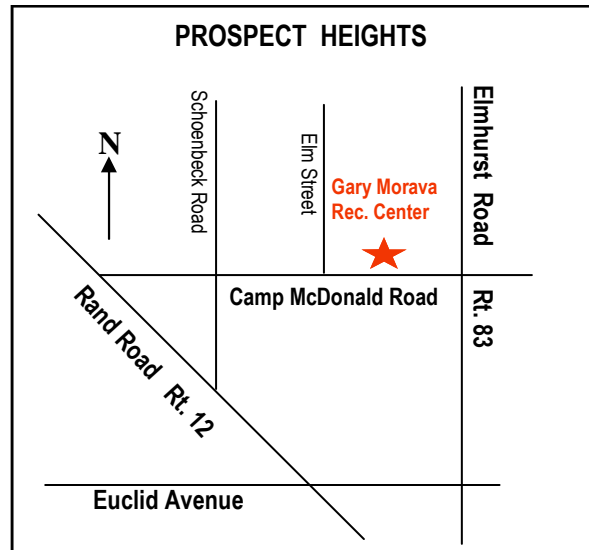 PROSPECT HEIGHTS
Schoenbeck Road
Elm Street
Elmhurst Road
N
Gary Morava
Rec. Center
Camp McDonald Road
Rand Road Rt. 12
Rt. 83
Euclid Avenue